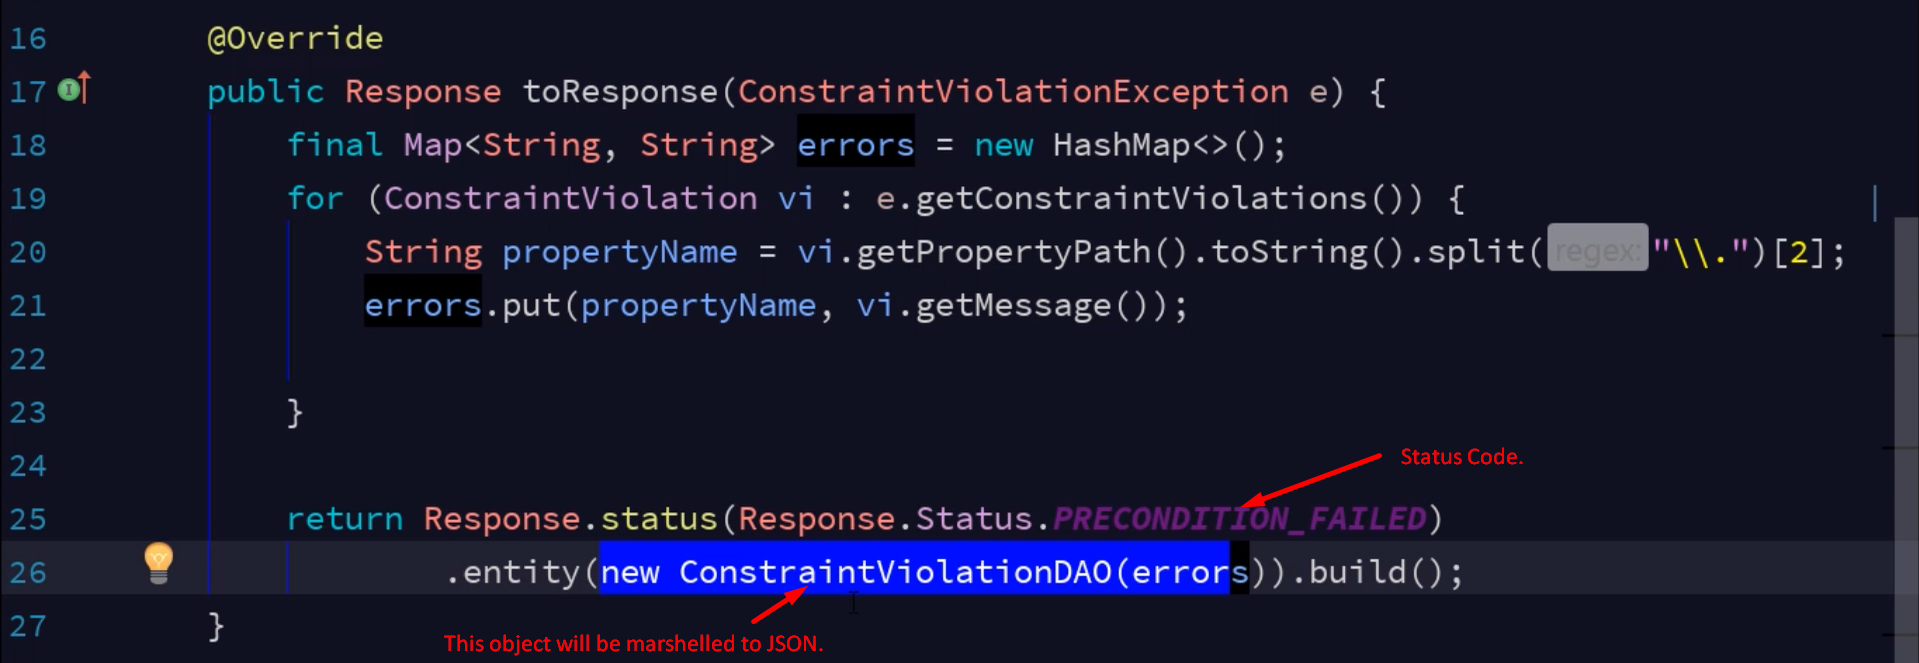 16 @Override
17 public Response toResponse(ConstraintViolationException e) {
18 final Map<String, String> errors = new HashMap<>();
19 for (ConstraintViolation vi : e.getConstraintViolations()) {
20 String propertyName = vi.getPropertyPath().toString().split( regex: "\\.")[2];
21 errors.put(propertyName, vi.getMessage());
22
23 }
24
Status Code.
25 return Response.status(Response.Status.PRECONDITION_FAILED)
26 .entity(new ConstraintViolationDAO(errors)).build();
27 }
This object will be marshelled to JSON.